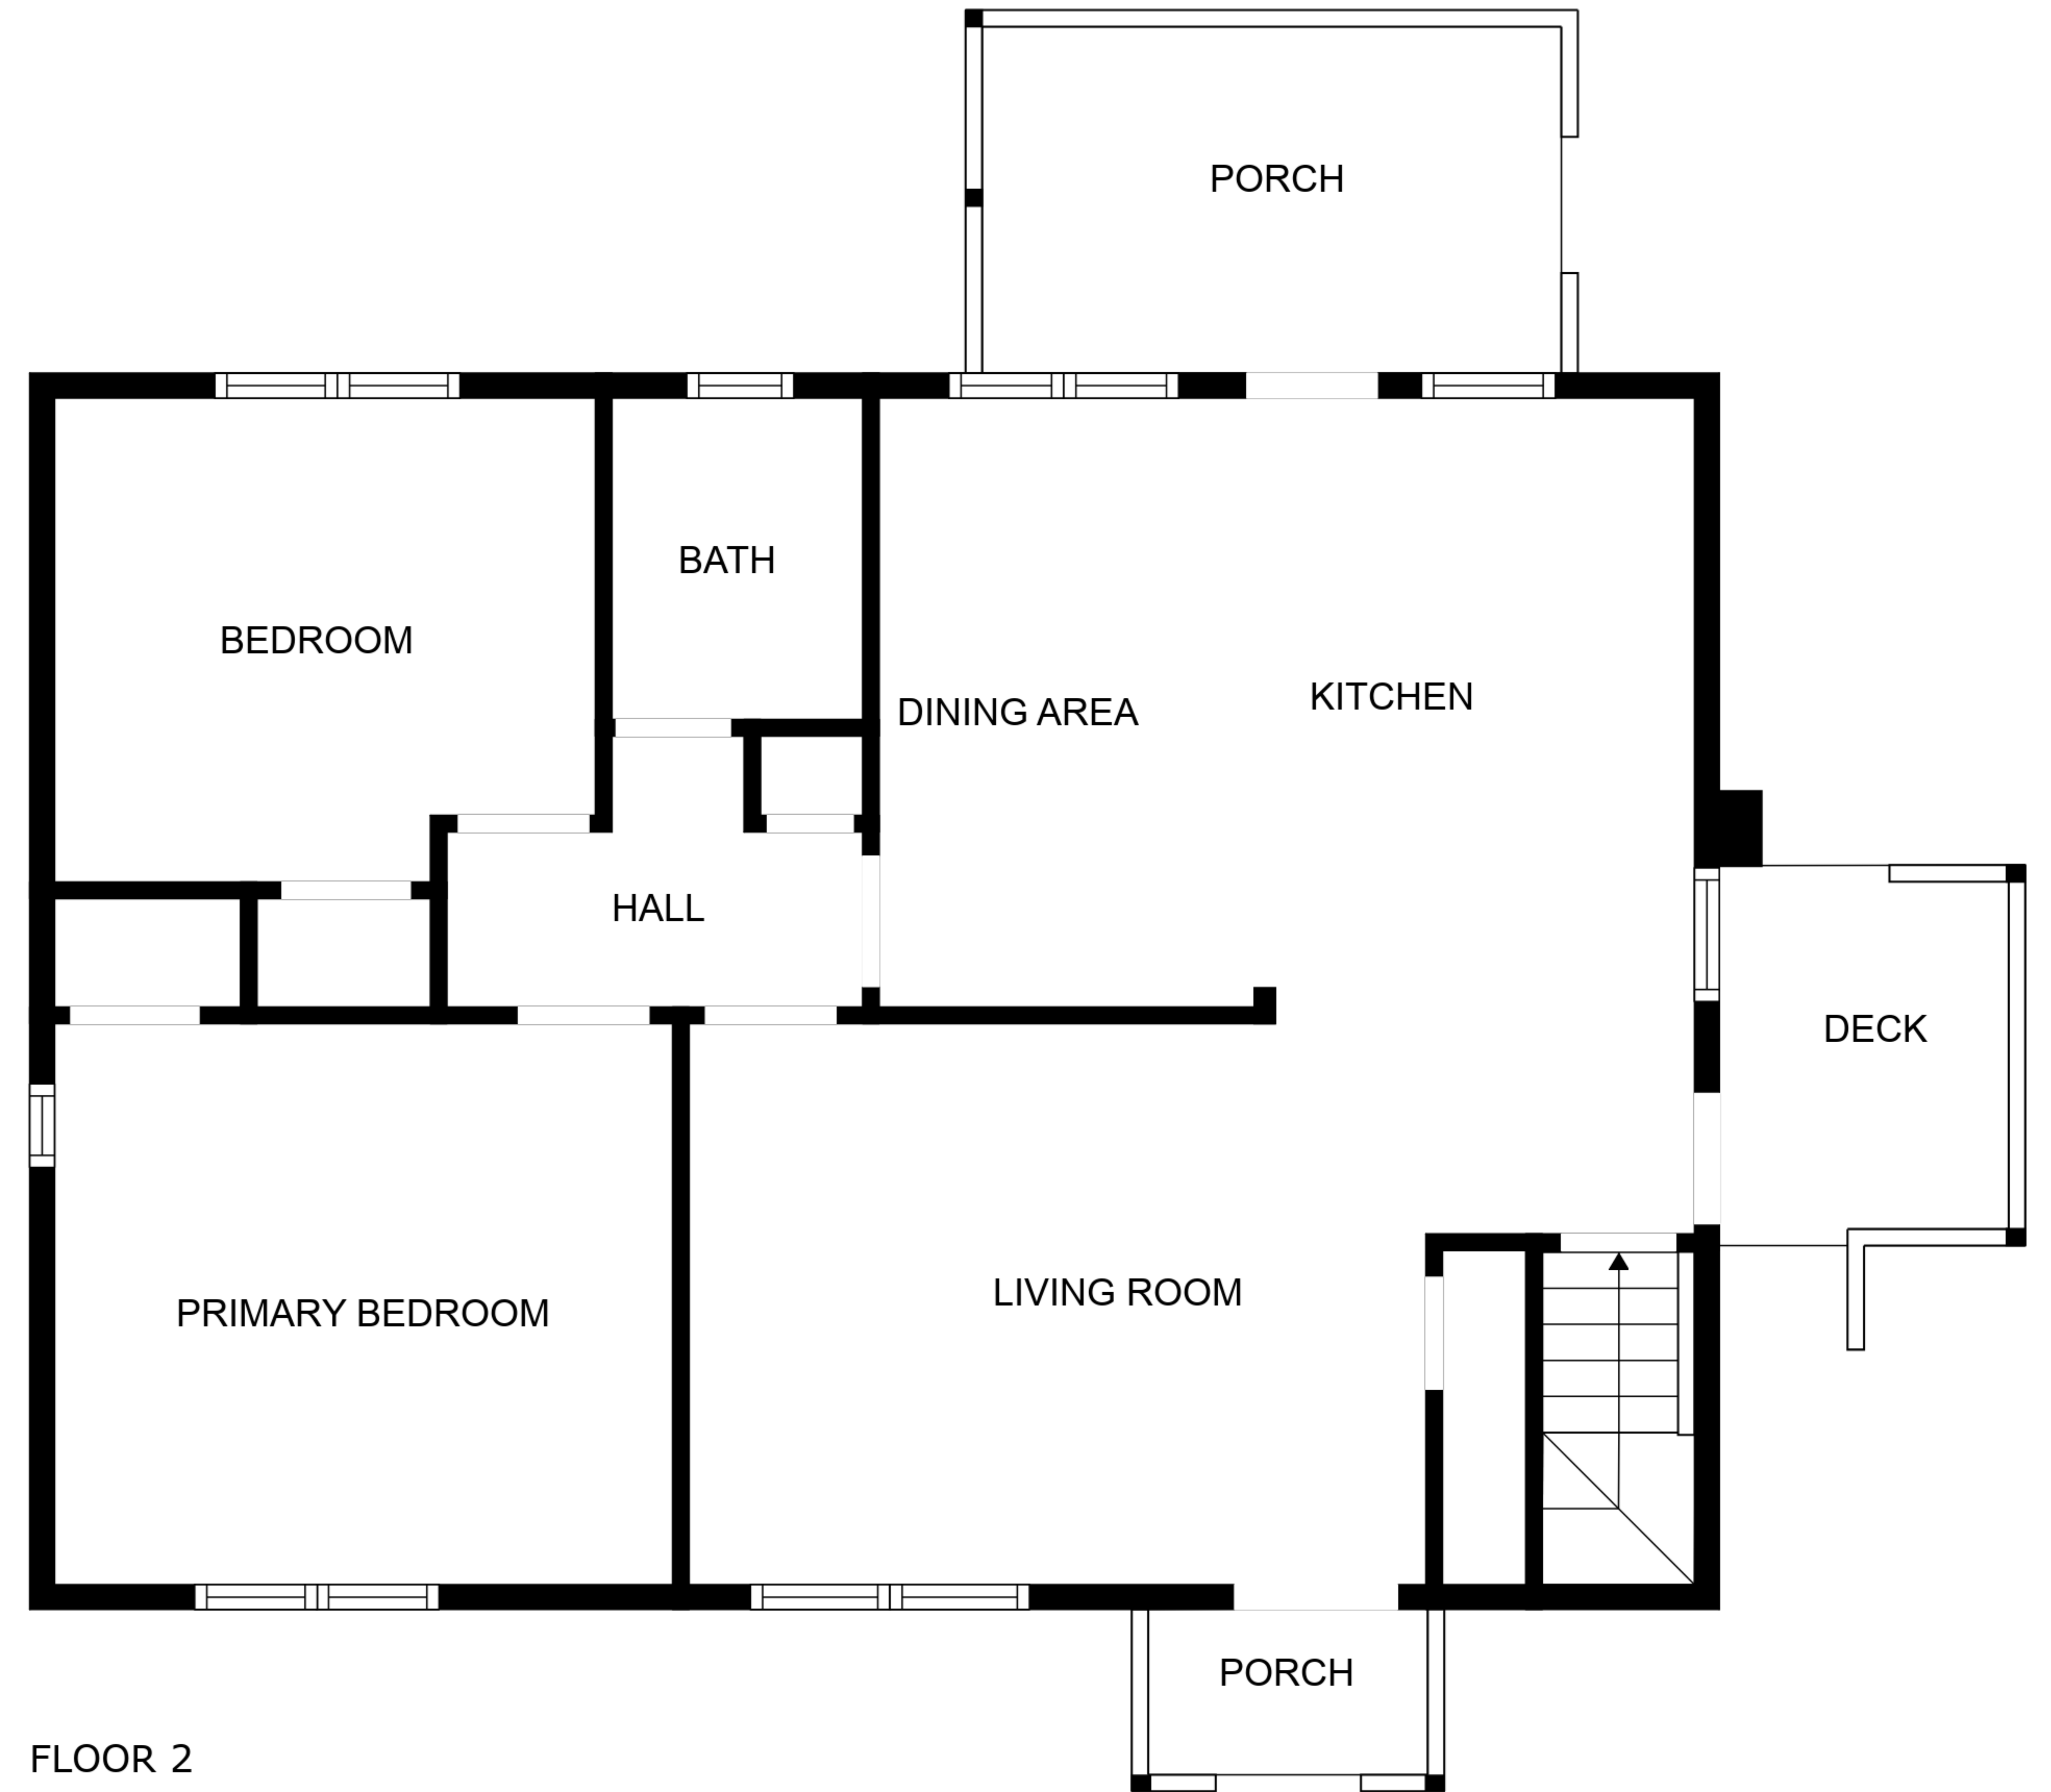 PORCH
BATH
BEDROOM
KITCHEN
DINING AREA
HALL
DECK
LIVING ROOM
PRIMARY BEDROOM
PORCH
FLOOR 2